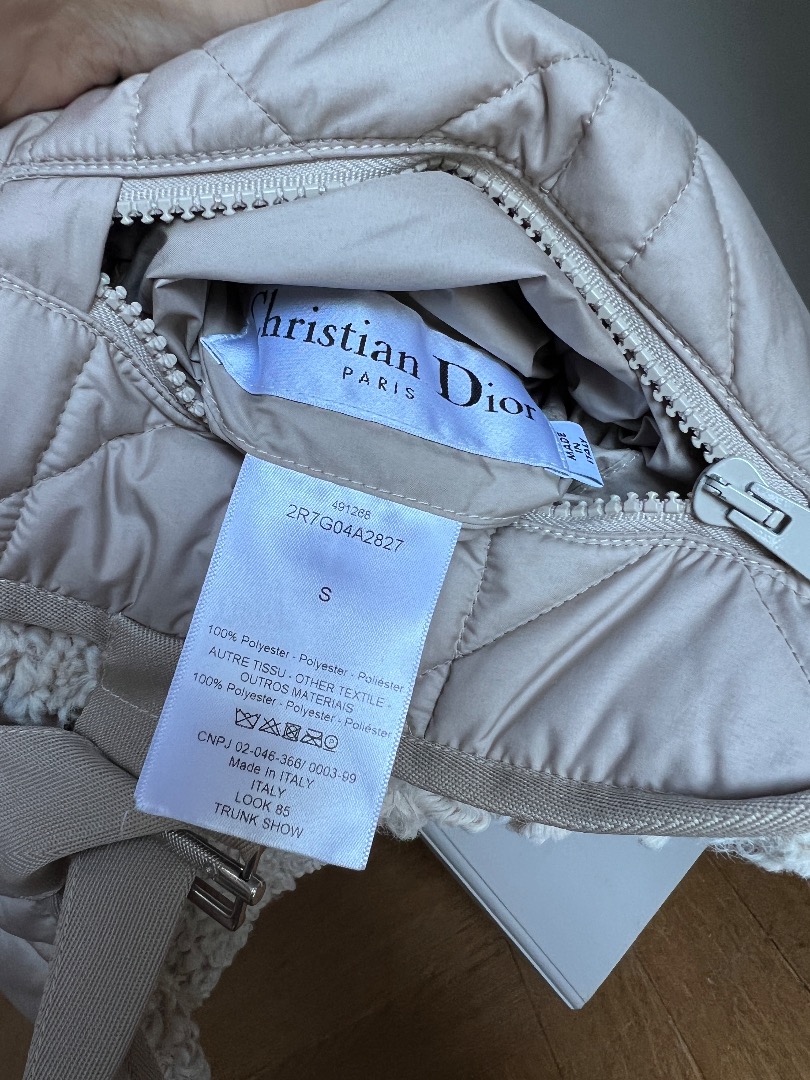 Christian Dior
PARIS
MADE
IN
ITALY
491268
2R7G04A2827
S
100% Polyester - Polyester - Poliéster
AUTRE TISSU - OTHER TEXTILE -
OUTROS MATERIAIS
100% Polyester - Polyester - Poliéster
CNPJ 02-046-366/ 0003-99
Made in ITALY
ITALY
LOOK 85
TRUNK SHOW